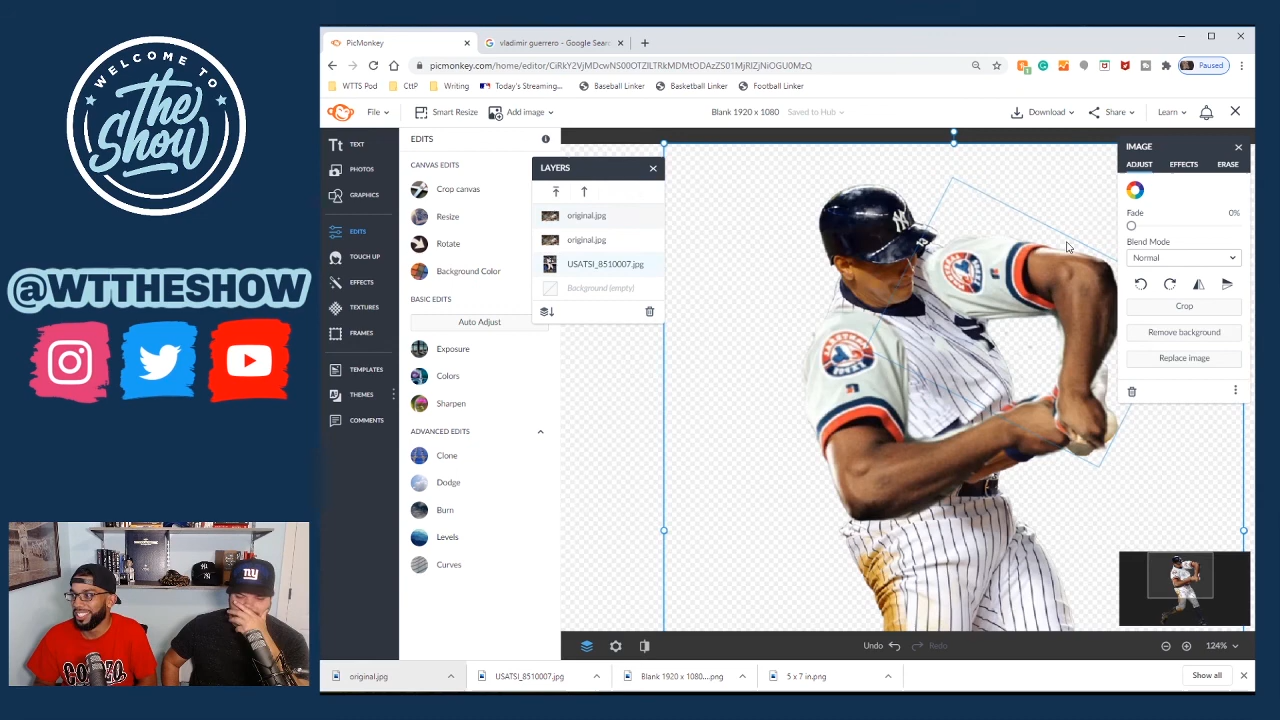 WELCOME TO
The
Show
@WTTHESHOW
PicMonkey
vladimir guerrero - Google Sear
picmonkey.com/home/editor/
Paused
WTTS Pod
CttP
Writing
Today's Streaming...
Baseball Linker
Basketball Linker
Football Linker
File
Smart Resize
Add image
Blank 1920 x 1080
Saved to Hub
Download
Share
Learn
TEXT
PHOTOS
GRAPHICS
EDITS
TOUCH UP
EFFECTS
TEXTURES
FRAMES
TEMPLATES
THEMES
COMMENTS
EDITS
CANVAS EDITS
Crop canvas
Resize
Rotate
Background Color
BASIC EDITS
Auto Adjust
Exposure
Colors
Sharpen
ADVANCED EDITS
Clone
Dodge
Burn
Levels
Curves
LAYERS
original.jpg
original.jpg
USATSI_8510007.jpg
Background (empty)
IMAGE
ADJUST
EFFECTS
ERASE
Fade
0%
Blend Mode
Normal
Crop
Remove background
Replace image
13
EXPOS
NY
Undo
Redo
124%
original.jpg
USATSI_8510007.jpg
Blank 1920 x 1080....png
5 x 7 in.png
Show all